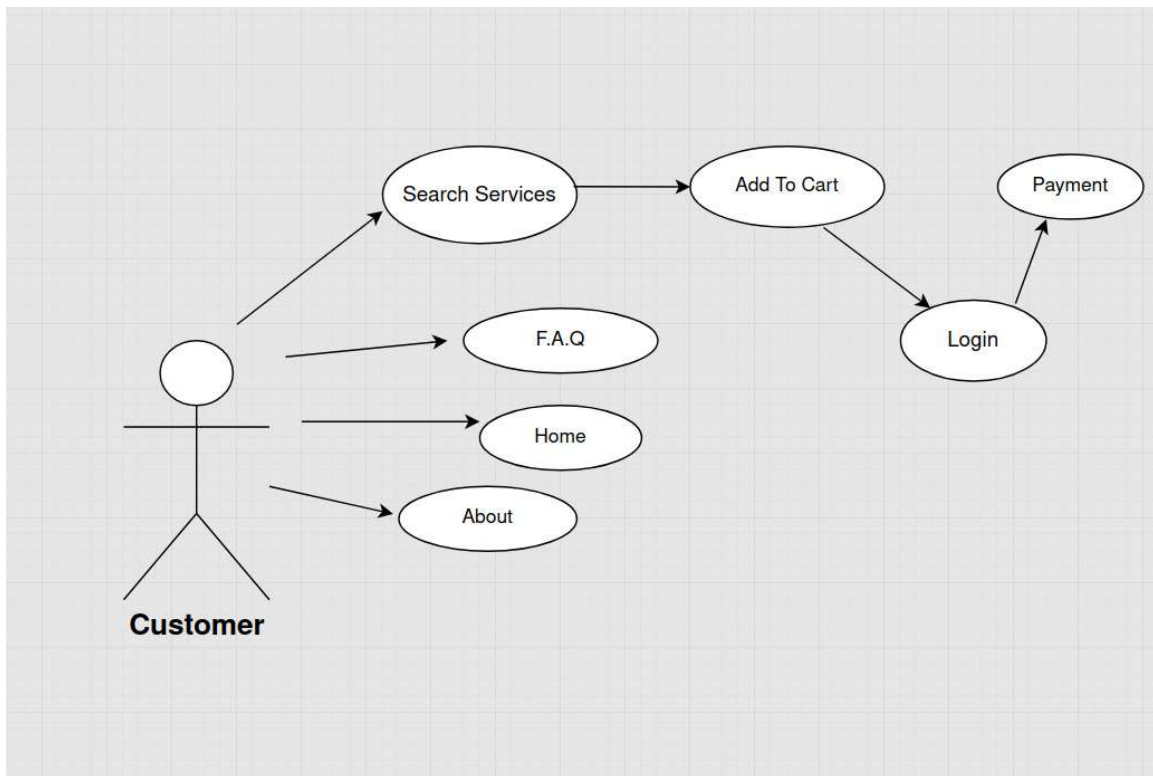 Search Services
Add To Cart
Payment
F.A.Q
Login
Home
About
Customer